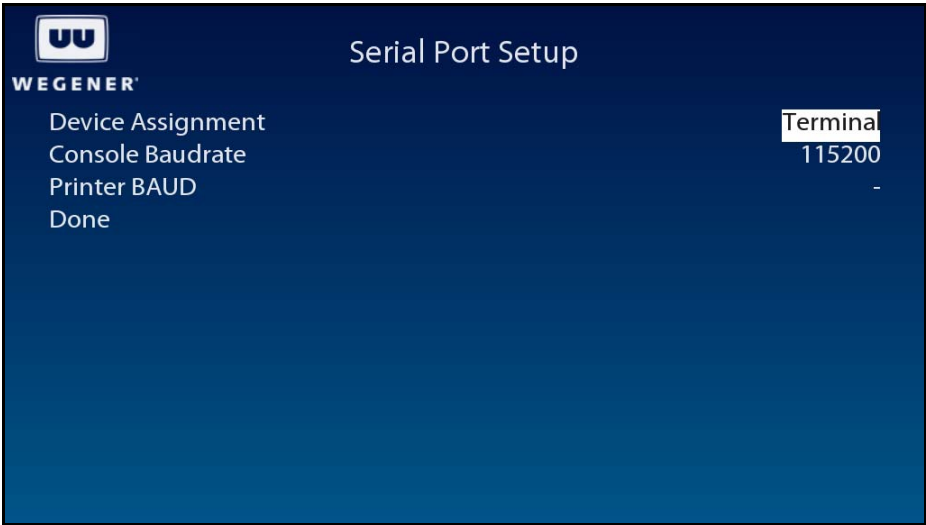 WEGENER
Serial Port Setup
Device Assignment Terminal
Console Baudrate 115200
Printer BAUD -
Done